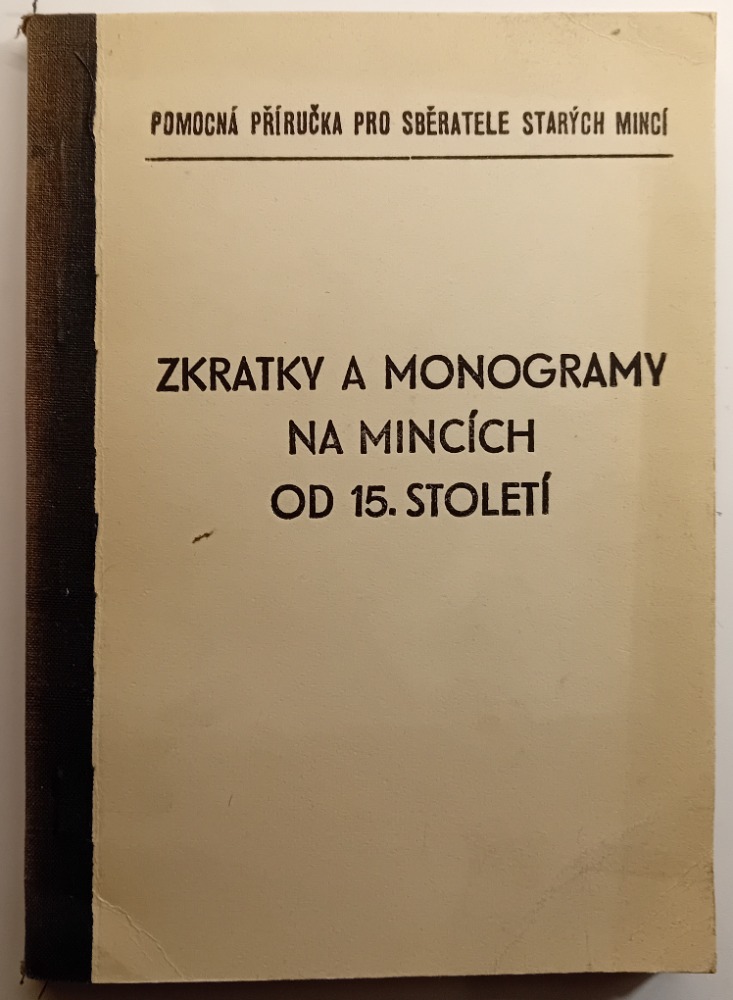 POMOCNÁ PŘÍRUČKA PRO SBĚRATELE STARÝCH MINCÍ
ZKRATKY A MONOGRAMY
NA MINCÍCH
OD 15. STOLETÍ